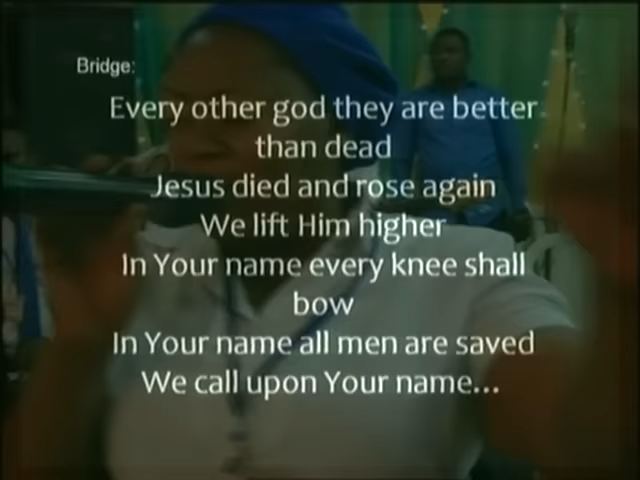 Bridge:
Every other god they are better
than dead
Jesus died and rose again
We lift Him higher
In Your name every knee shall
bow
In Your name all men are saved
We call upon Your name...